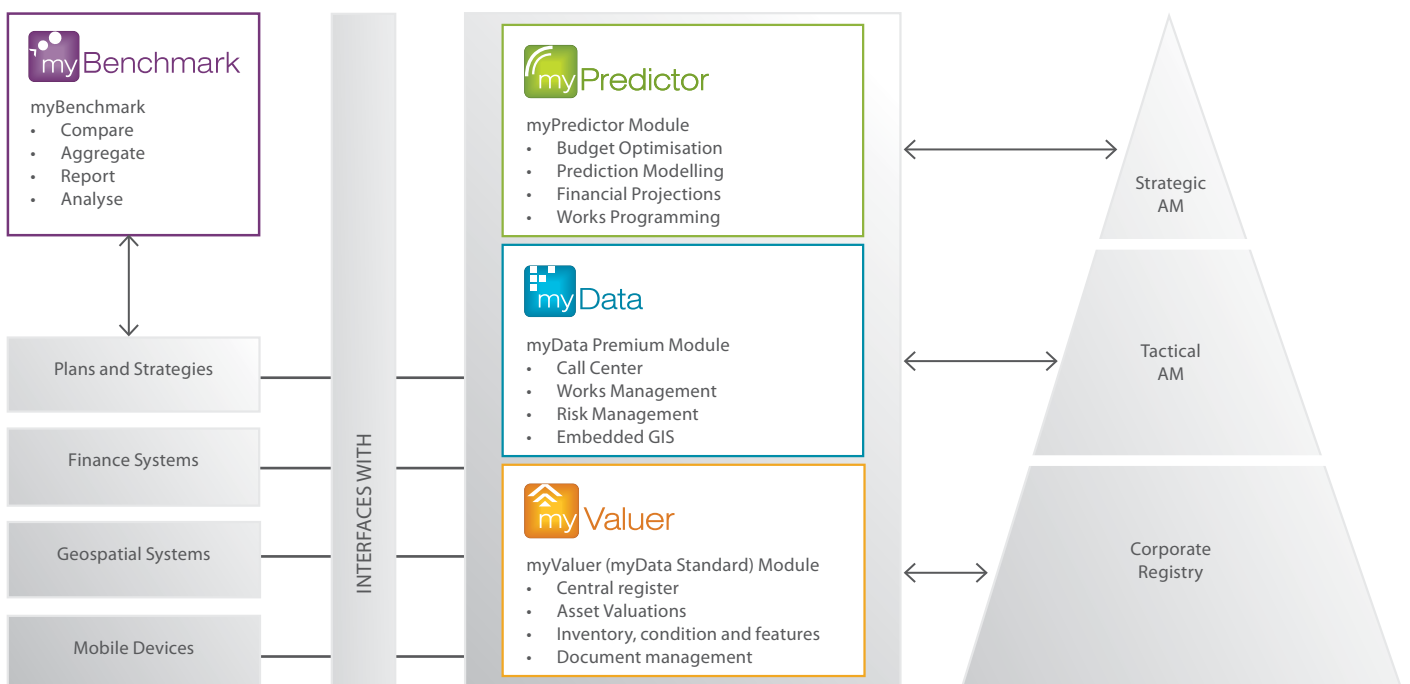 myBenchmark
myBenchmark
• Compare
• Aggregate
• Report
• Analyse
Plans and Strategies
Finance Systems
Geospatial Systems
Mobile Devices
INTERFACES WITH
myPredictor
myPredictor Module
• Budget Optimisation
• Prediction Modelling
• Financial Projections
• Works Programming
myData
myData Premium Module
• Call Center
• Works Management
• Risk Management
• Embedded GIS
myValuer
myValuer (myData Standard) Module
• Central register
• Asset Valuations
• Inventory, condition and features
• Document management
Strategic
AM
Tactical
AM
Corporate
Registry